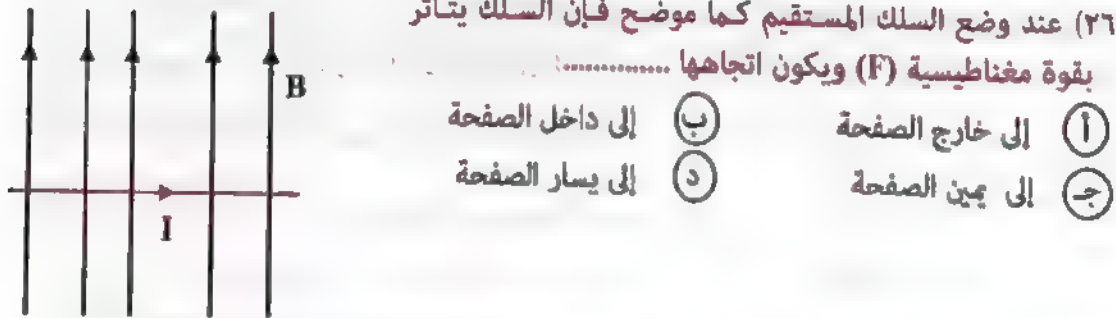 ٢٦) عند وضع السلك المستقيم كما موضح فإن السلك يتأثر
بقوة مغناطيسية (F) ويكون اتجاهها ..............:
أ إلى خارج الصفحة
ب إلى داخل الصفحة
جـ إلى يمين الصفحة
د إلى يسار الصفحة
B
I